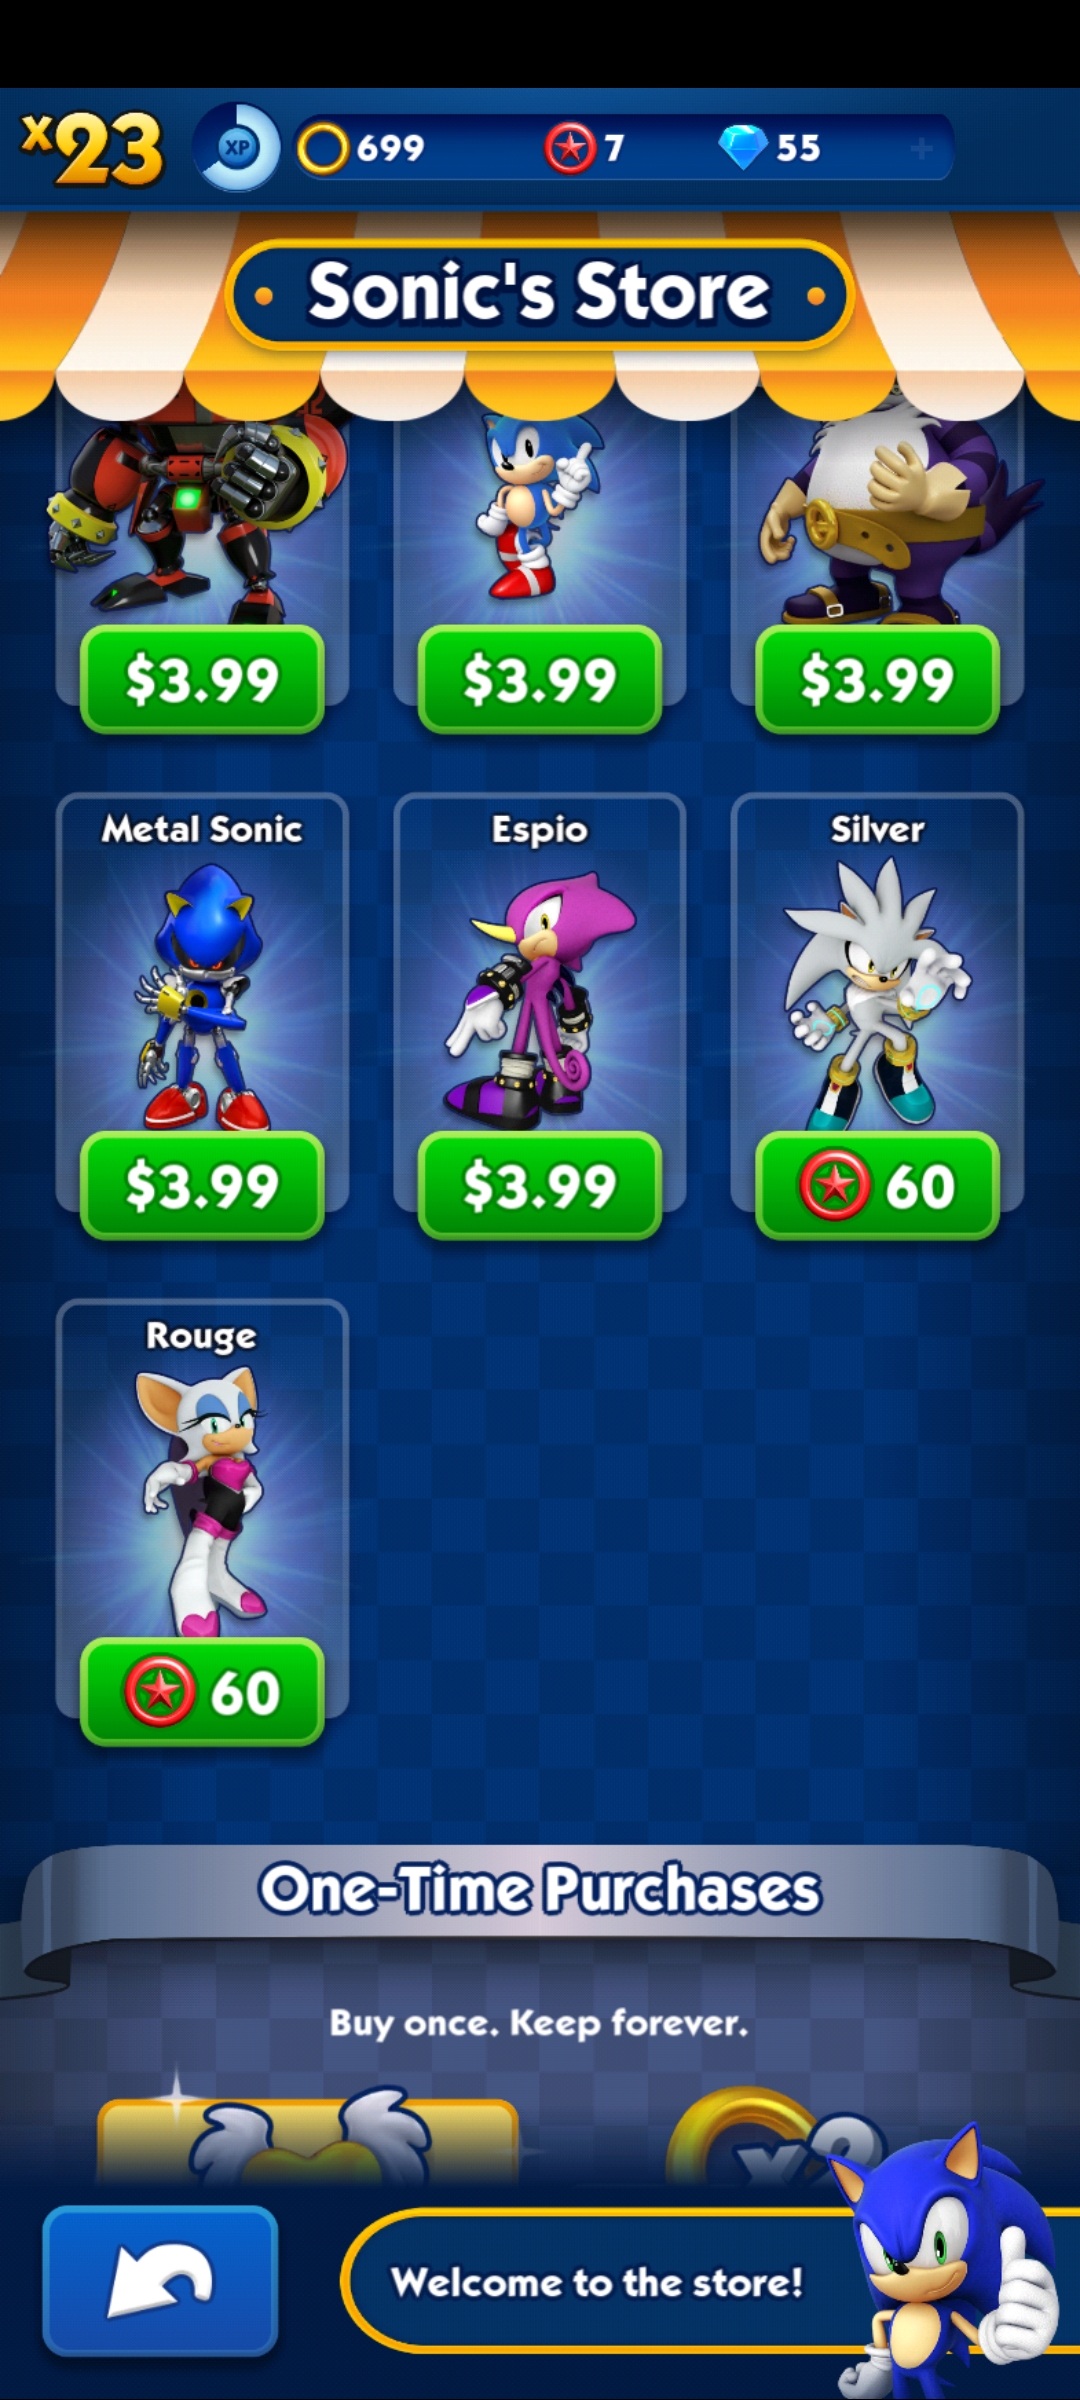 x23 XP 699 7 55
Sonic's Store
$3.99 $3.99 $3.99
Metal Sonic Espio Silver
$3.99 $3.99 60
Rouge
60
One-Time Purchases
Buy once. Keep forever.
x2
Welcome to the store!